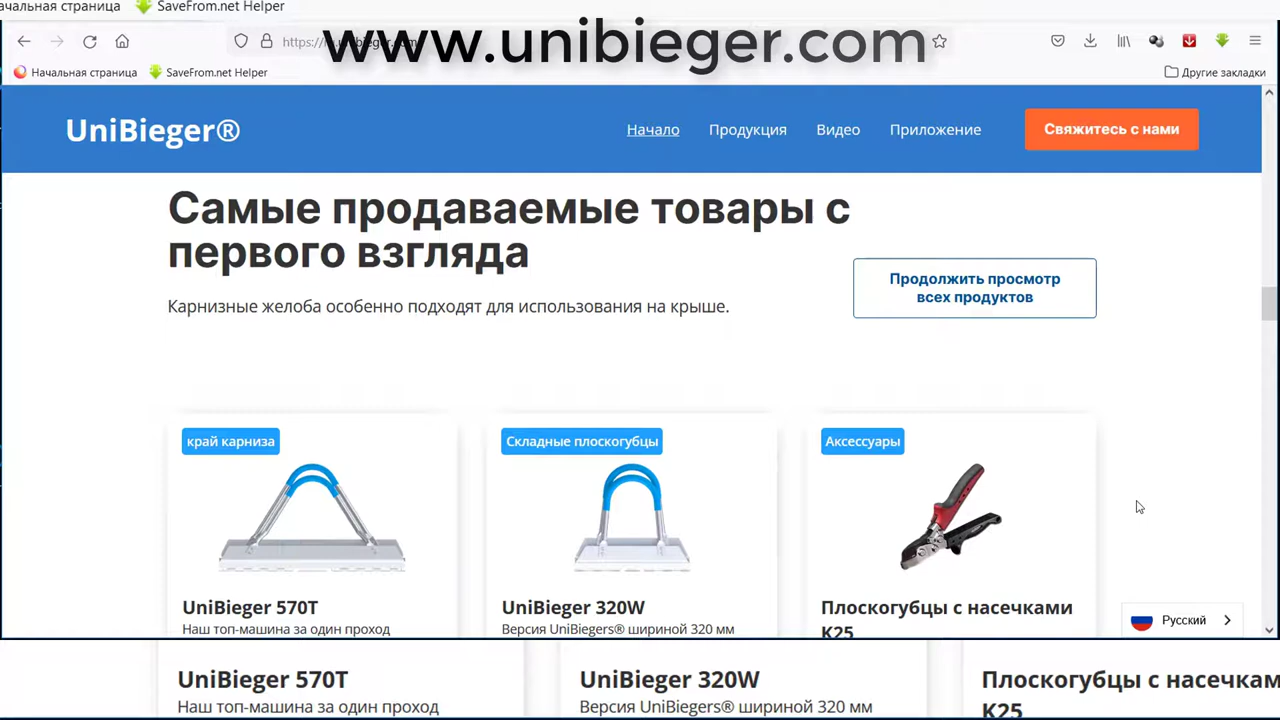 ачальная страница SaveFrom.net Helper
www.unibieger.com
Начальная страница SaveFrom.net Helper Другие закладки
UniBieger® Начало Продукция Видео Приложение Свяжитесь с нами
Самые продаваемые товары с
первого взгляда
Продолжить просмотр
всех продуктов
Карнизные желоба особенно подходят для использования на крыше.
край карниза Складные плоскогубцы Аксессуары
UniBieger 570T UniBieger 320W Плоскогубцы с насечками
K25
Наш топ-машина за один проход Версия UniBiegers® шириной 320 мм
Русский
UniBieger 570T UniBieger 320W Плоскогубцы с насечкам
K25
Наш топ-машина за один проход Версия UniBiegers® шириной 320 мм